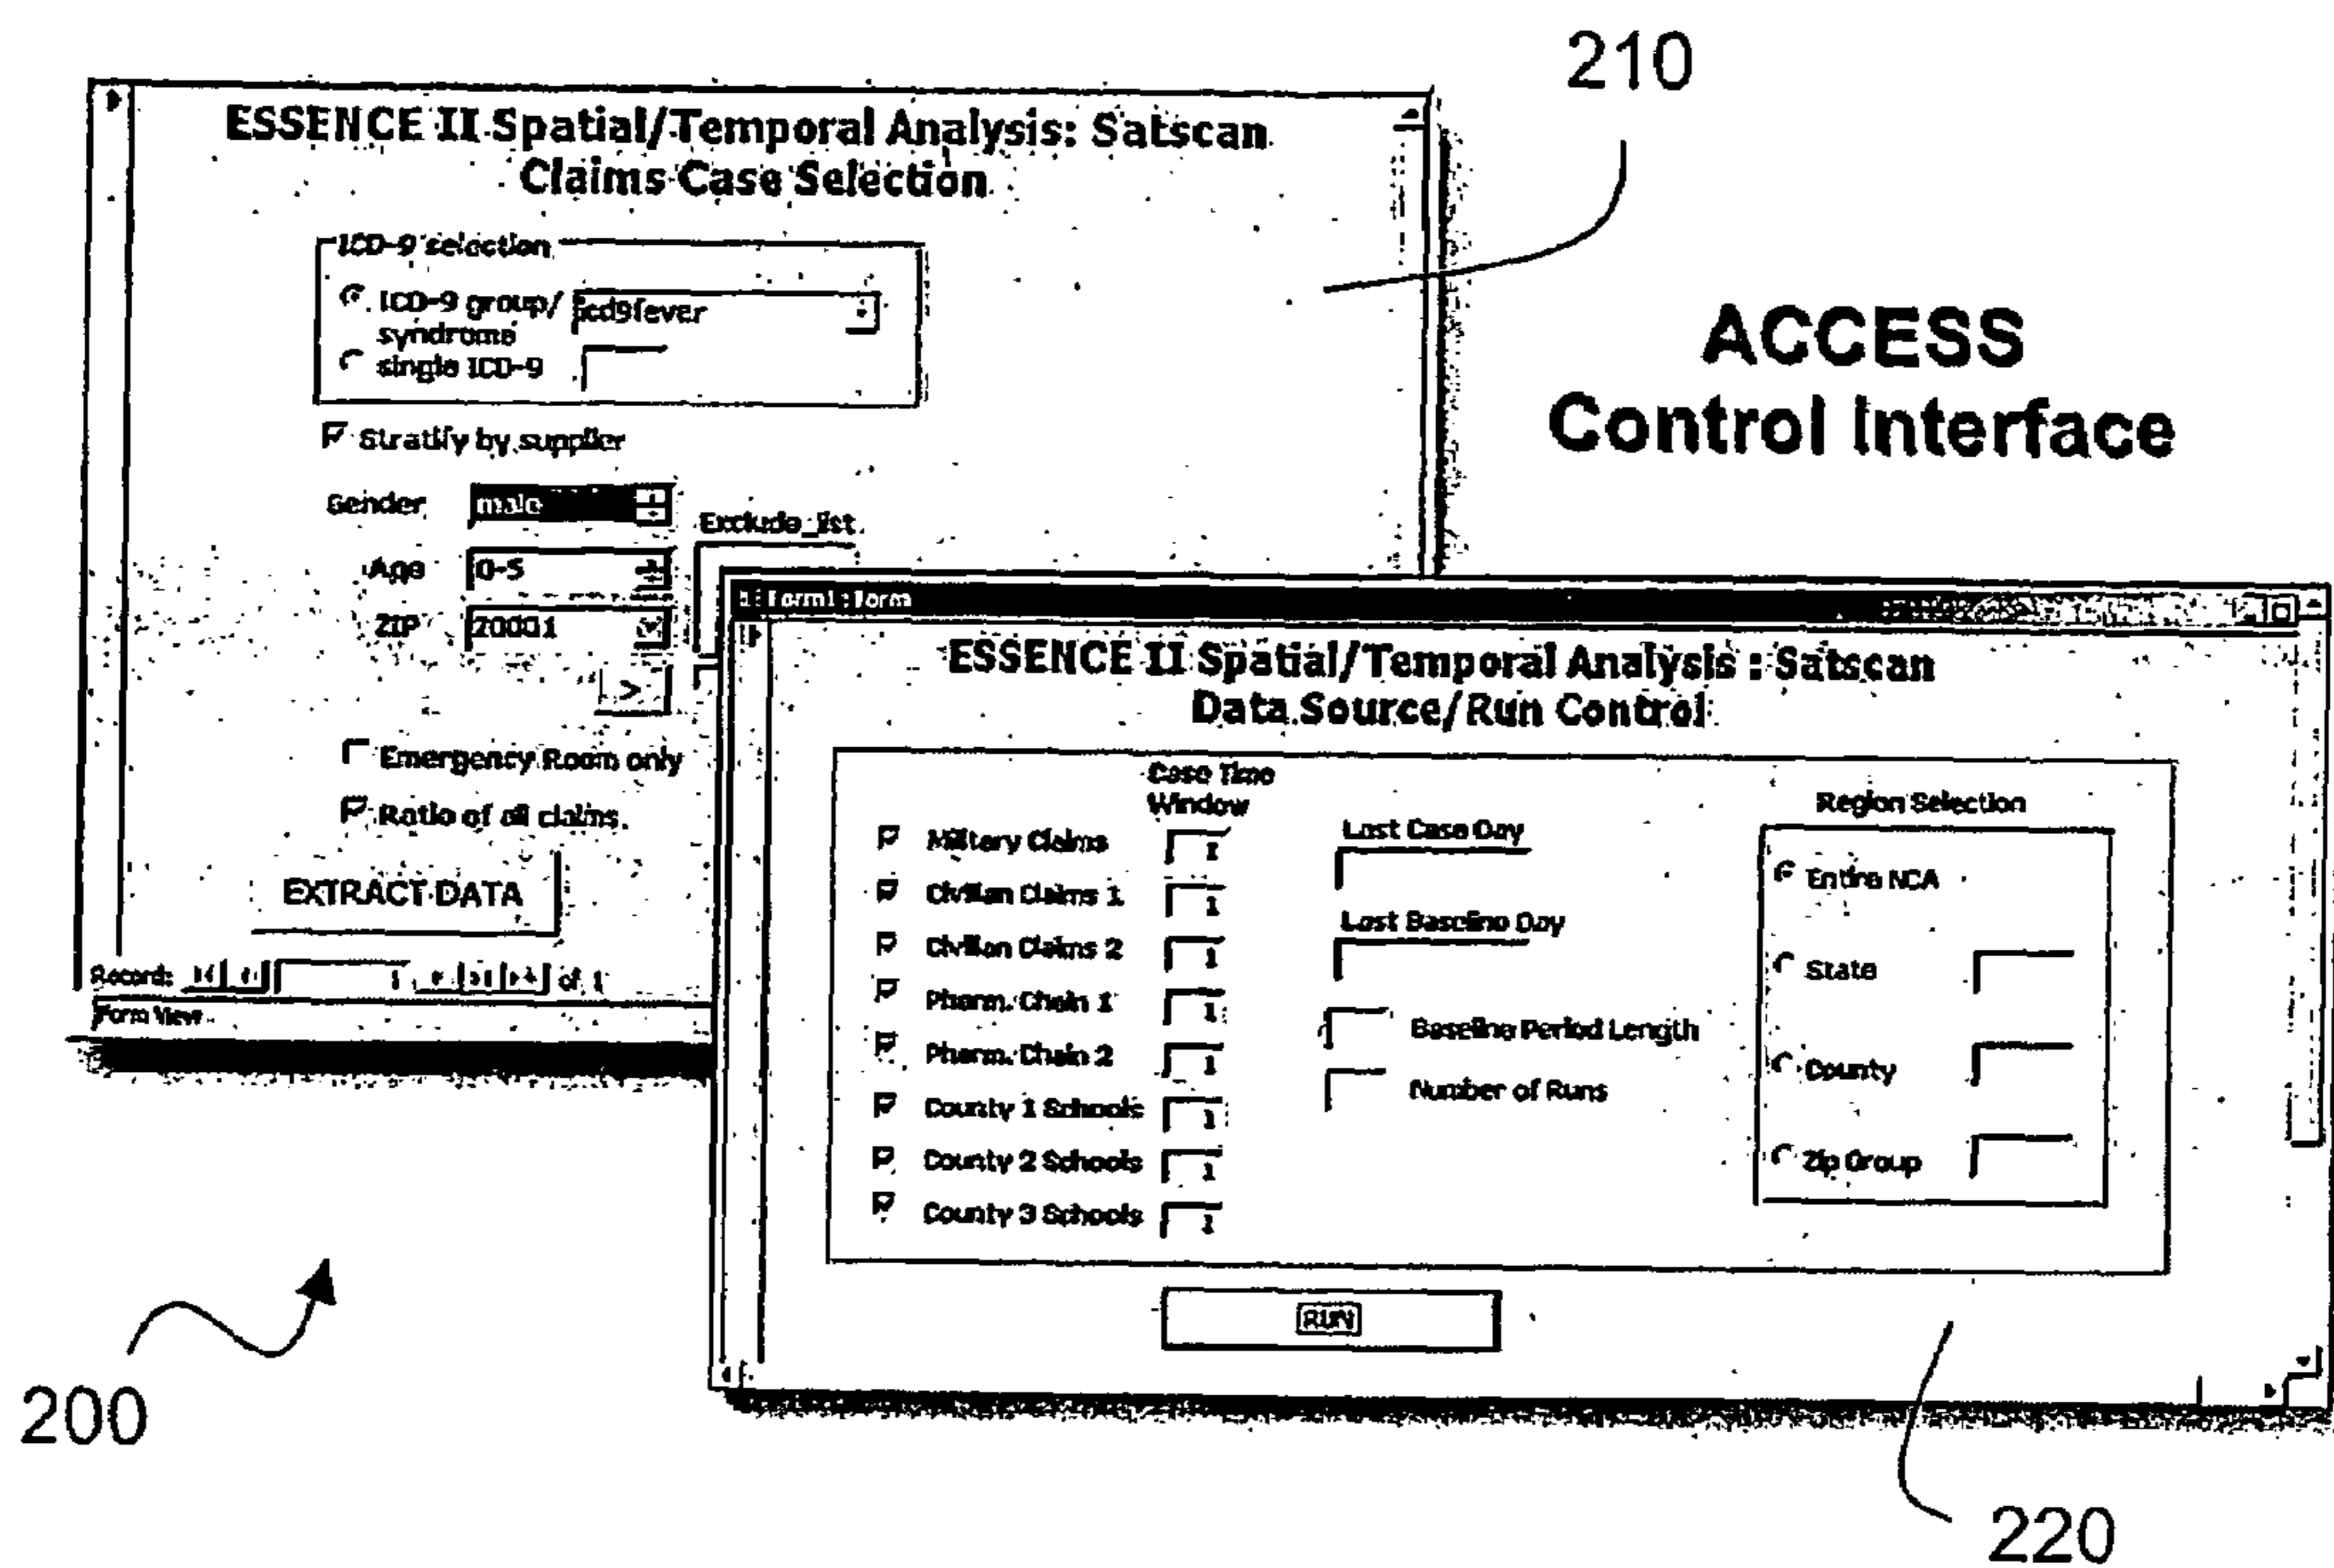 210
ESSENCE II Spatial/Temporal Analysis: Satscan
Claims Case Selection
ICD-9 selection
ICD-9 group/
syndrome
icd9fever
single ICD-9
Stratify by supplier
Gender
male
Exclude_list
Age
0-5
ZIP
20001
>
Emergency Room only
Ratio of all claims.
EXTRACT DATA
Record:
1
of 1
Form View
ACCESS
Control Interface
Form1 : Form
ESSENCE II Spatial/Temporal Analysis : Satscan
Data Source/Run Control
Case Time
Window
Military Claims 1
Civilian Claims 1 1
Civilian Claims 2 1
Pharm. Chain 1 1
Pharm. Chain 2 1
County 1 Schools 1
County 2 Schools 1
County 3 Schools 1
Last Case Day
Last Baseline Day
Baseline Period Length
Number of Runs
Region Selection
Entire NCA
State
County
Zip Group
RUN
200
220